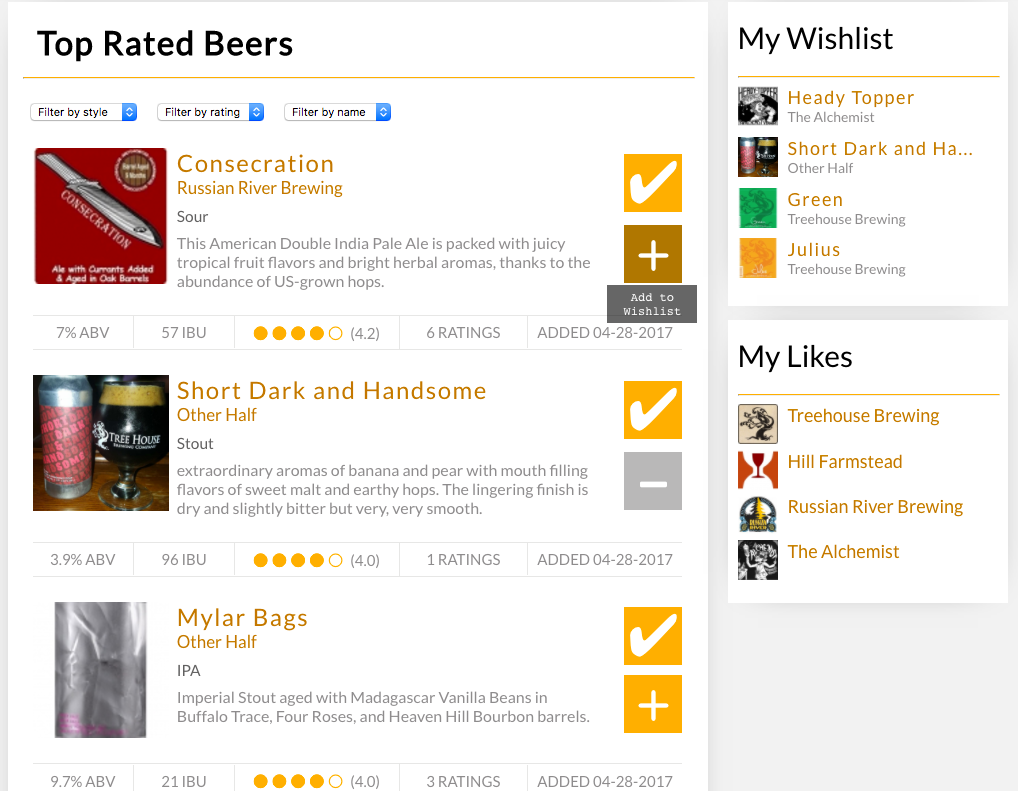 Top Rated Beers
Filter by style
Filter by rating
Filter by name
Barrel Aged
CONSECRATION
Ale with Currants Added
& Aged in Oak Barrels
Consecration
Russian River Brewing
Sour
This American Double India Pale Ale is packed with juicy
tropical fruit flavors and bright herbal aromas, thanks to the
abundance of US-grown hops.
Add to
Wishlist
7% ABV
57 IBU
(4.2)
6 RATINGS
ADDED 04-28-2017
TREE HOUSE
BREWING COMPANY
Short Dark and Handsome
Other Half
Stout
extraordinary aromas of banana and pear with mouth filling
flavors of sweet malt and earthy hops. The lingering finish is
dry and slightly bitter but very, very smooth.
3.9% ABV
96 IBU
(4.0)
1 RATINGS
ADDED 04-28-2017
Mylar Bags
Other Half
IPA
Imperial Stout aged with Madagascar Vanilla Beans in
Buffalo Trace, Four Roses, and Heaven Hill Bourbon barrels.
9.7% ABV
21 IBU
(4.0)
3 RATINGS
ADDED 04-28-2017
My Wishlist
HEADY TOPPER
Heady Topper
The Alchemist
Short Dark and Ha...
Other Half
Green
Treehouse Brewing
Julius
Treehouse Brewing
My Likes
Treehouse Brewing
Hill Farmstead
Russian River Brewing
The Alchemist